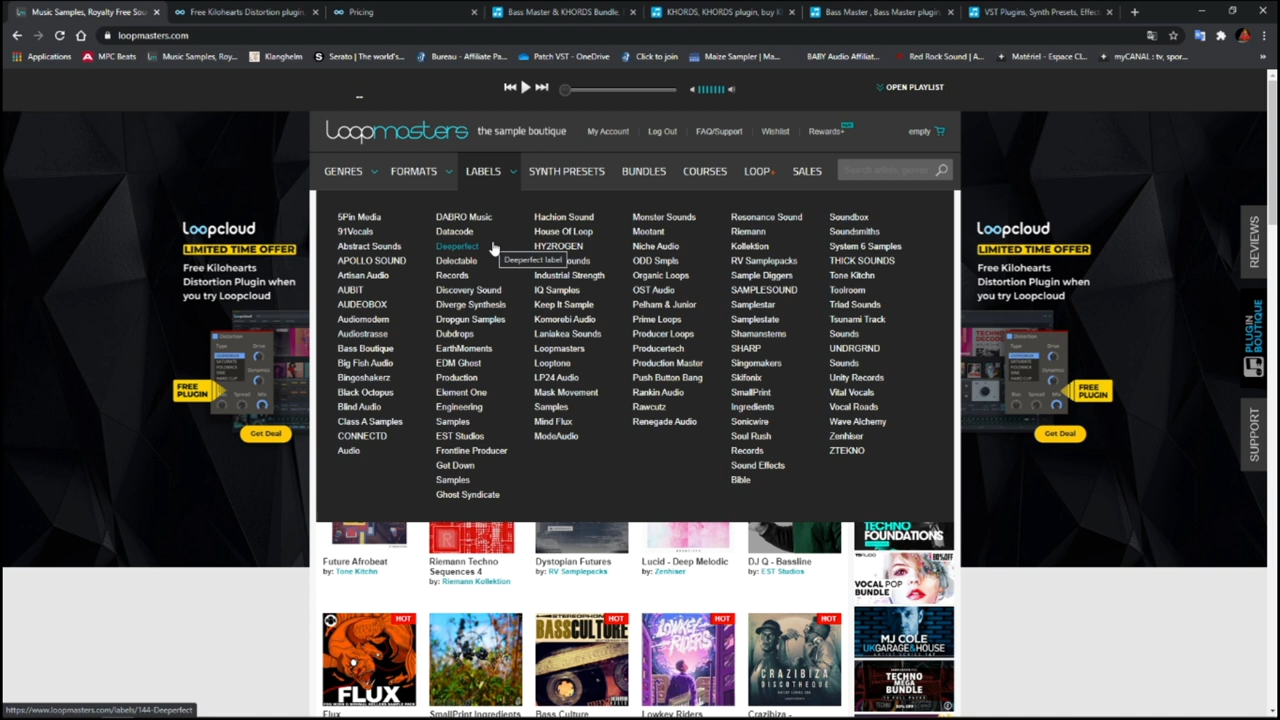 Music Samples, Royalty Free Sou
Free Kilohearts Distortion plugin,
Pricing
Bass Master & KHORDS Bundle,
KHORDS, KHORDS plugin, buy K
Bass Master , Bass Master plugin
VST Plugins, Synth Presets, Effect
loopmasters.com
Applications
MPC Beats
Music Samples, Roy...
Klanghelm
Serato | The world's...
Bureau - Affiliate Pa...
Patch VST - OneDrive
Click to join
Maize Sampler | Ma...
BABY Audio Affiliat...
Red Rock Sound | A...
Matériel - Espace Cl...
myCANAL : tv, spor...
OPEN PLAYLIST
Loopmasters the sample boutique
My Account
Log Out
FAQ/Support
Wishlist
Rewards+
empty
GENRES
FORMATS
LABELS
SYNTH PRESETS
BUNDLES
COURSES
LOOP+
SALES
5Pin Media
91Vocals
Abstract Sounds
APOLLO SOUND
Artisan Audio
AUBIT
AUDEOBOX
Audiomodern
Audiostrasse
Bass Boutique
Big Fish Audio
Bingoshakerz
Black Octopus
Blind Audio
Class A Samples
CONNECTD
Audio
DABRO Music
Datacode
Deeperfect
Delectable
Records
Discovery Sound
Diverge Synthesis
Dropgun Samples
Dubdrops
EarthMoments
EDM Ghost
Production
Element One
Engineering
Samples
EST Studios
Frontline Producer
Get Down
Samples
Ghost Syndicate
Hachion Sound
House Of Loop
HY2ROGEN
ounds
Deeperfect label
Industrial Strength
IQ Samples
Keep It Sample
Komorebi Audio
Laniakea Sounds
Loopmasters
Looptone
LP24 Audio
Mask Movement
Samples
Mind Flux
ModeAudio
Monster Sounds
Mootant
Niche Audio
ODD Smpls
Organic Loops
OST Audio
Pelham & Junior
Prime Loops
Producer Loops
Producertech
Production Master
Push Button Bang
Rankin Audio
Rawcutz
Renegade Audio
Resonance Sound
Riemann
Kollektion
RV Samplepacks
Sample Diggers
SAMPLESOUND
Samplestar
Samplestate
Shamanstems
SHARP
Singomakers
Skifonix
SmallPrint
Ingredients
Sonicwire
Soul Rush
Records
Sound Effects
Bible
Soundbox
Soundsmiths
System 6 Samples
THICK SOUNDS
Tone Kitchn
Toolroom
Triad Sounds
Tsunami Track
Sounds
UNDRGRND
Sounds
Unity Records
Vital Vocals
Vocal Roads
Wave Alchemy
Zenhiser
ZTEKNO
Loopcloud
LIMITED TIME OFFER
Free Kilohearts
Distortion Plugin when
you try Loopcloud
FREE
PLUGIN
Get Deal
Loopcloud
LIMITED TIME OFFER
Free Kilohearts
Distortion Plugin when
you try Loopcloud
FREE
PLUGIN
Get Deal
REVIEWS
PLUGIN
BOUTIQUE
SUPPORT
Future Afrobeat
by: Tone Kitchn
Riemann Techno
Sequences 4
by: Riemann Kollektion
Dystopian Futures
by: RV Samplepacks
Lucid - Deep Melodic
by: Zenhiser
DJ Q - Bassline
by: EST Studios
TECHNO
FOUNDATIONS
VOCAL POP
BUNDLE
MJ COLE
UK GARAGE & HOUSE
TECHNO
MEGA
BUNDLE
HOT
FLUX
BASS CULTURE
HOT
LOWKEY
RIDERS
HOT
CRAZIBIZA
DISCOTHEQUE
HOT
Flux
SmallPrint Ingredients
Bass Culture
Lowkey Riders
Crazibiza -
https://www.loopmasters.com/labels/144-Deeperfect